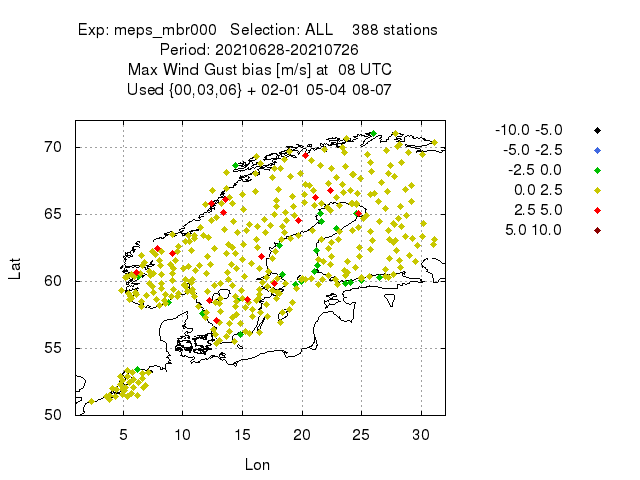 Exp: meps_mbr000 Selection: ALL 388 stations
Period: 20210628-20210726
Max Wind Gust bias [m/s] at 08 UTC
Used {00,03,06} + 02-01 05-04 08-07
-10.0 -5.0
-5.0 -2.5
-2.5 0.0
0.0 2.5
2.5 5.0
5.0 10.0
70
65
60
55
50
Lat
5 10 15 20 25 30
Lon